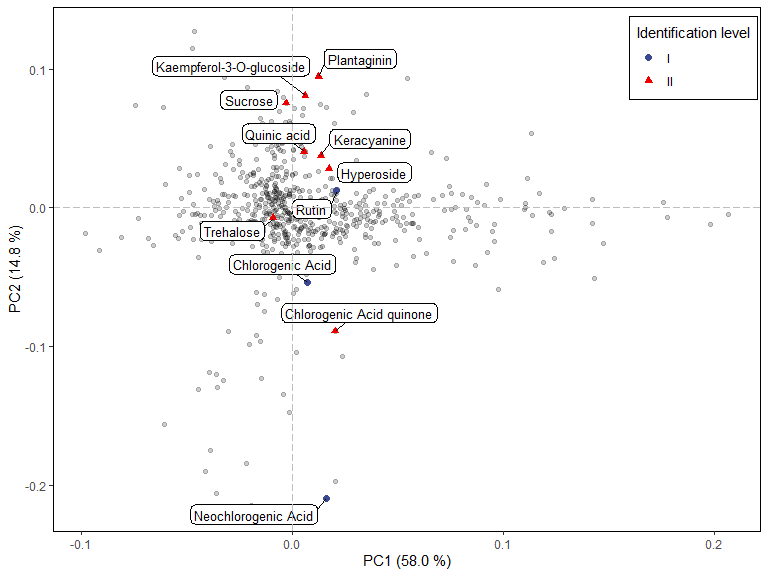 Identification level
I
II
Plantaginin
Kaempferol-3-O-glucoside
Sucrose
Quinic acid
Keracyanine
Hyperoside
Rutin
Trehalose
Chlorogenic Acid
Chlorogenic Acid quinone
Neochlorogenic Acid
0.1
0.0
-0.1
-0.2
PC2 (14.8 %)
-0.1
0.0
0.1
0.2
PC1 (58.0 %)